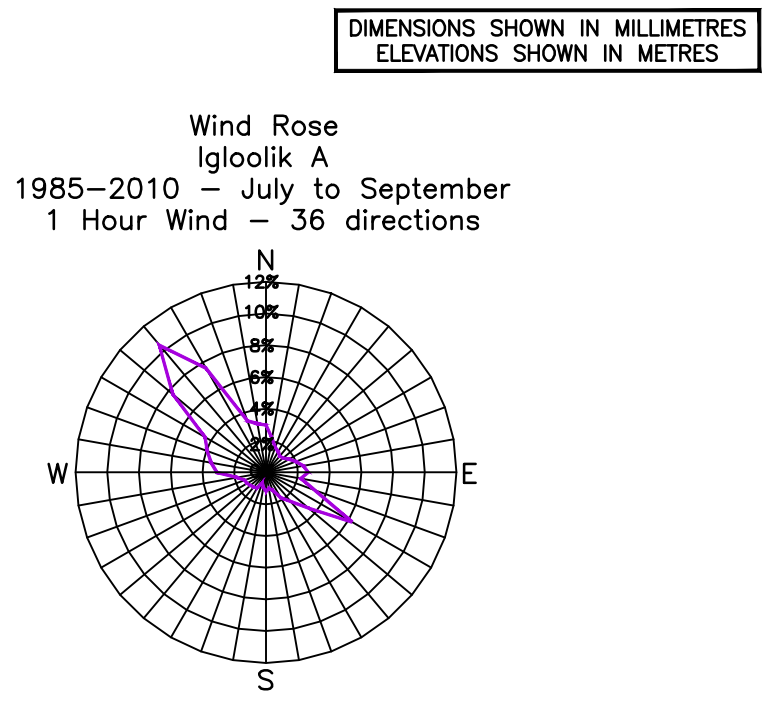 DIMENSIONS SHOWN IN MILLIMETRES
ELEVATIONS SHOWN IN METRES
Wind Rose
Igloolik A
1985-2010 - July to September
1 Hour Wind - 36 directions
N
12%
10%
8%
6%
4%
2%
W
E
S